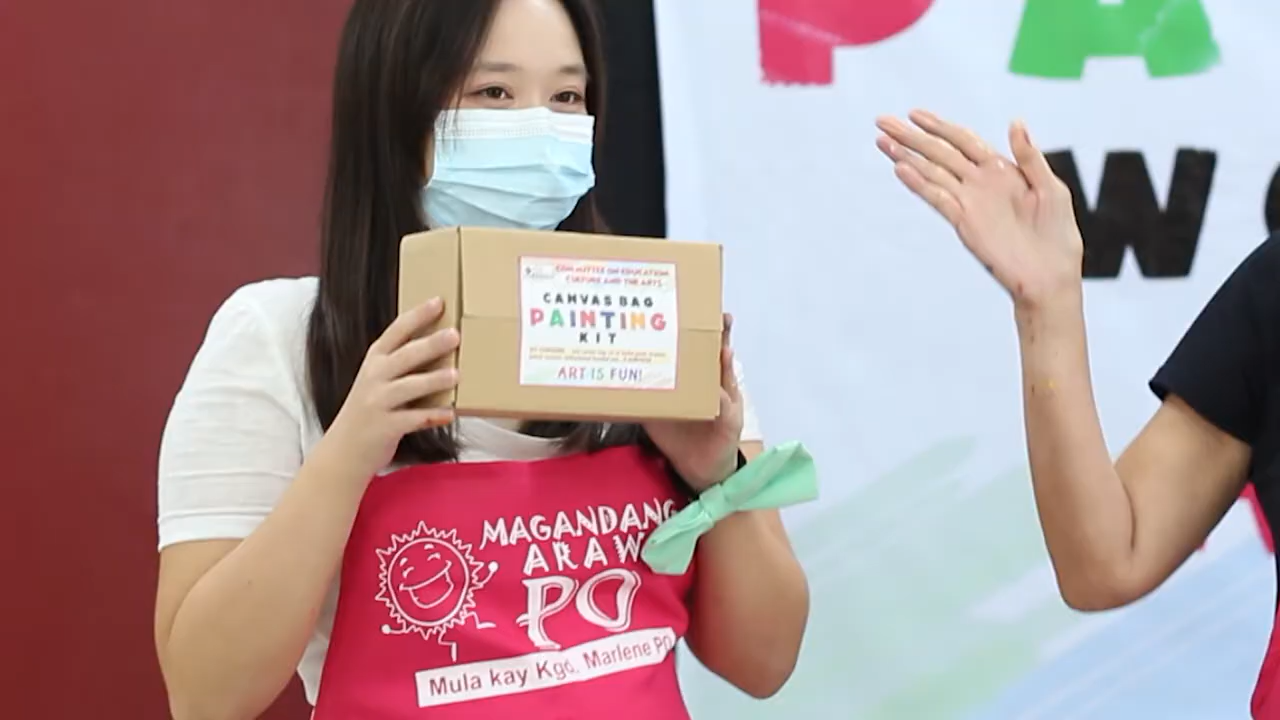 PA
W
COMMITTEE ON EDUCATION
CULTURE AND THE ARTS
CANVAS BAG
PAINTING
KIT
ART IS FUN!
MAGANDANG
ARAW
PO
Mula kay Kgd. Marlene PO